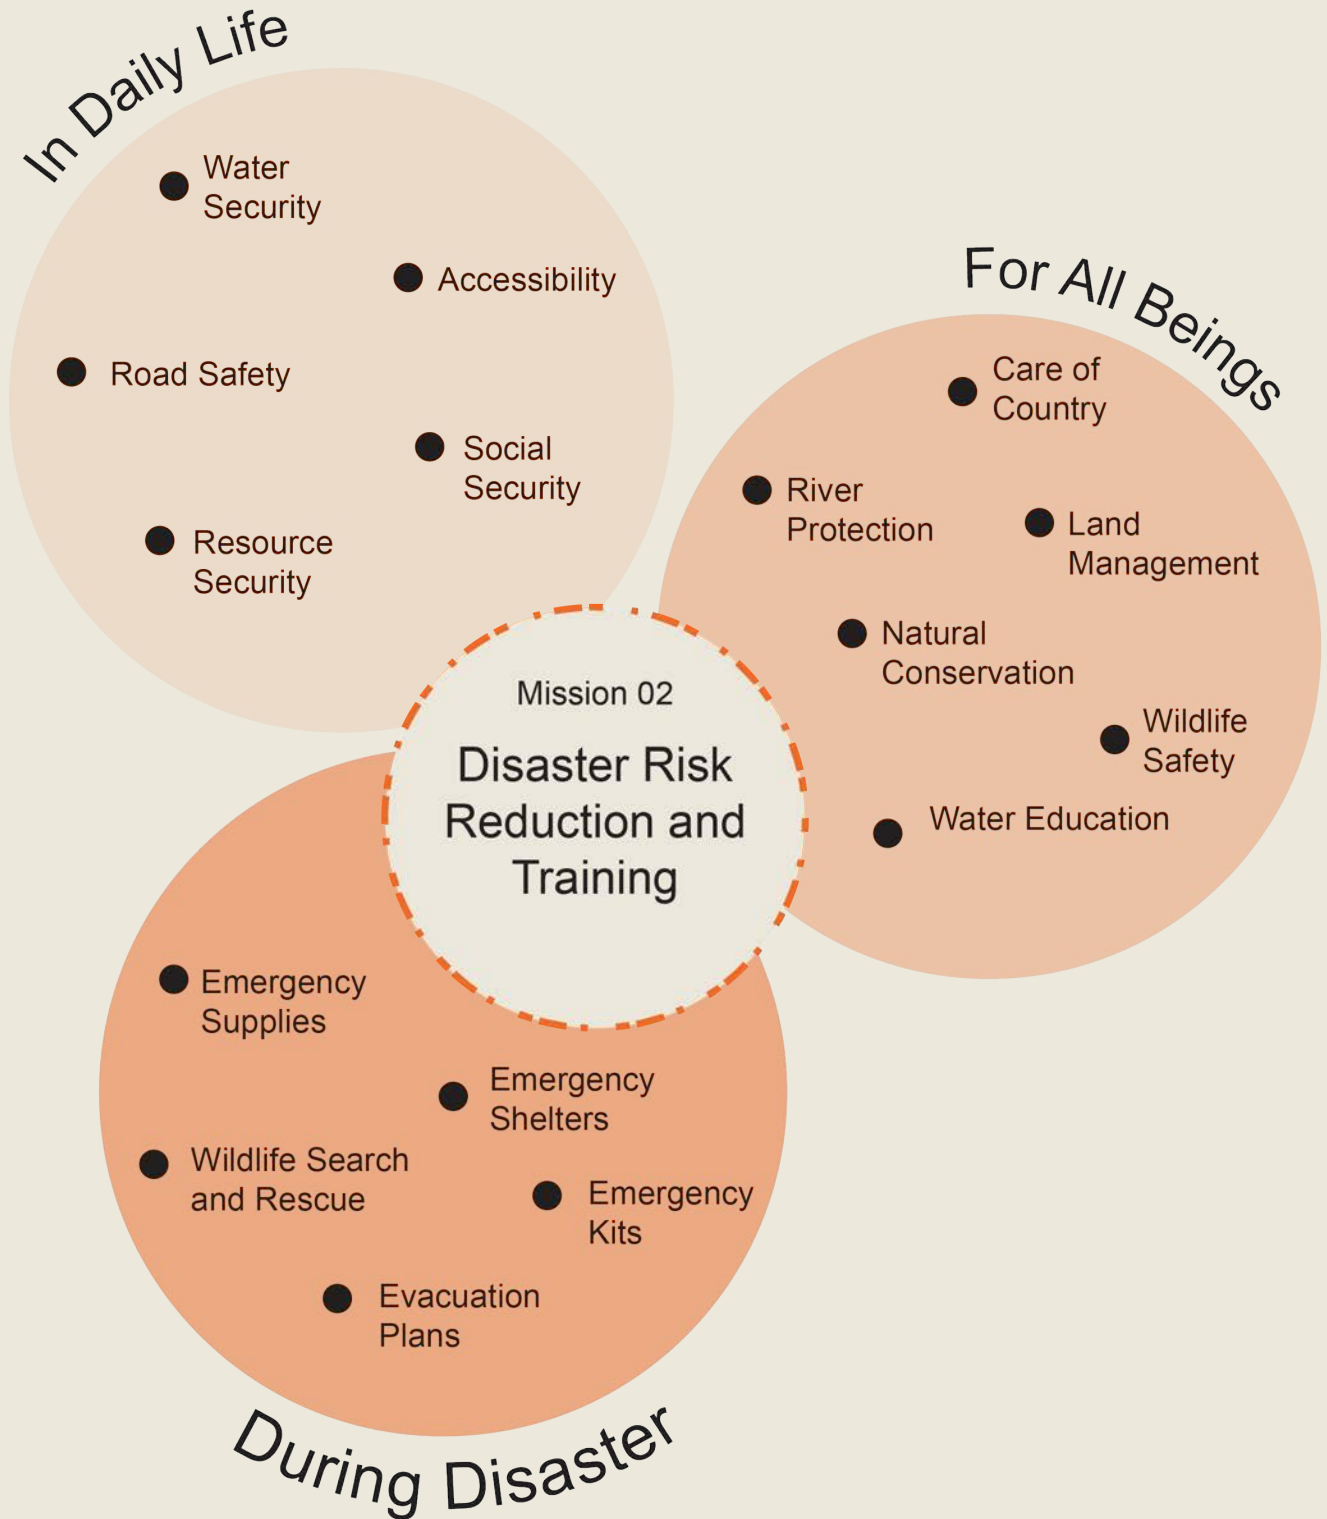 In Daily Life
Water
Security
Accessibility
Road Safety
Social
Security
Resource
Security
For All Beings
Care of
Country
River
Protection
Land
Management
Natural
Conservation
Wildlife
Safety
Water Education
Mission 02
Disaster Risk
Reduction and
Training
Emergency
Supplies
Emergency
Shelters
Wildlife Search
and Rescue
Emergency
Kits
Evacuation
Plans
During Disaster